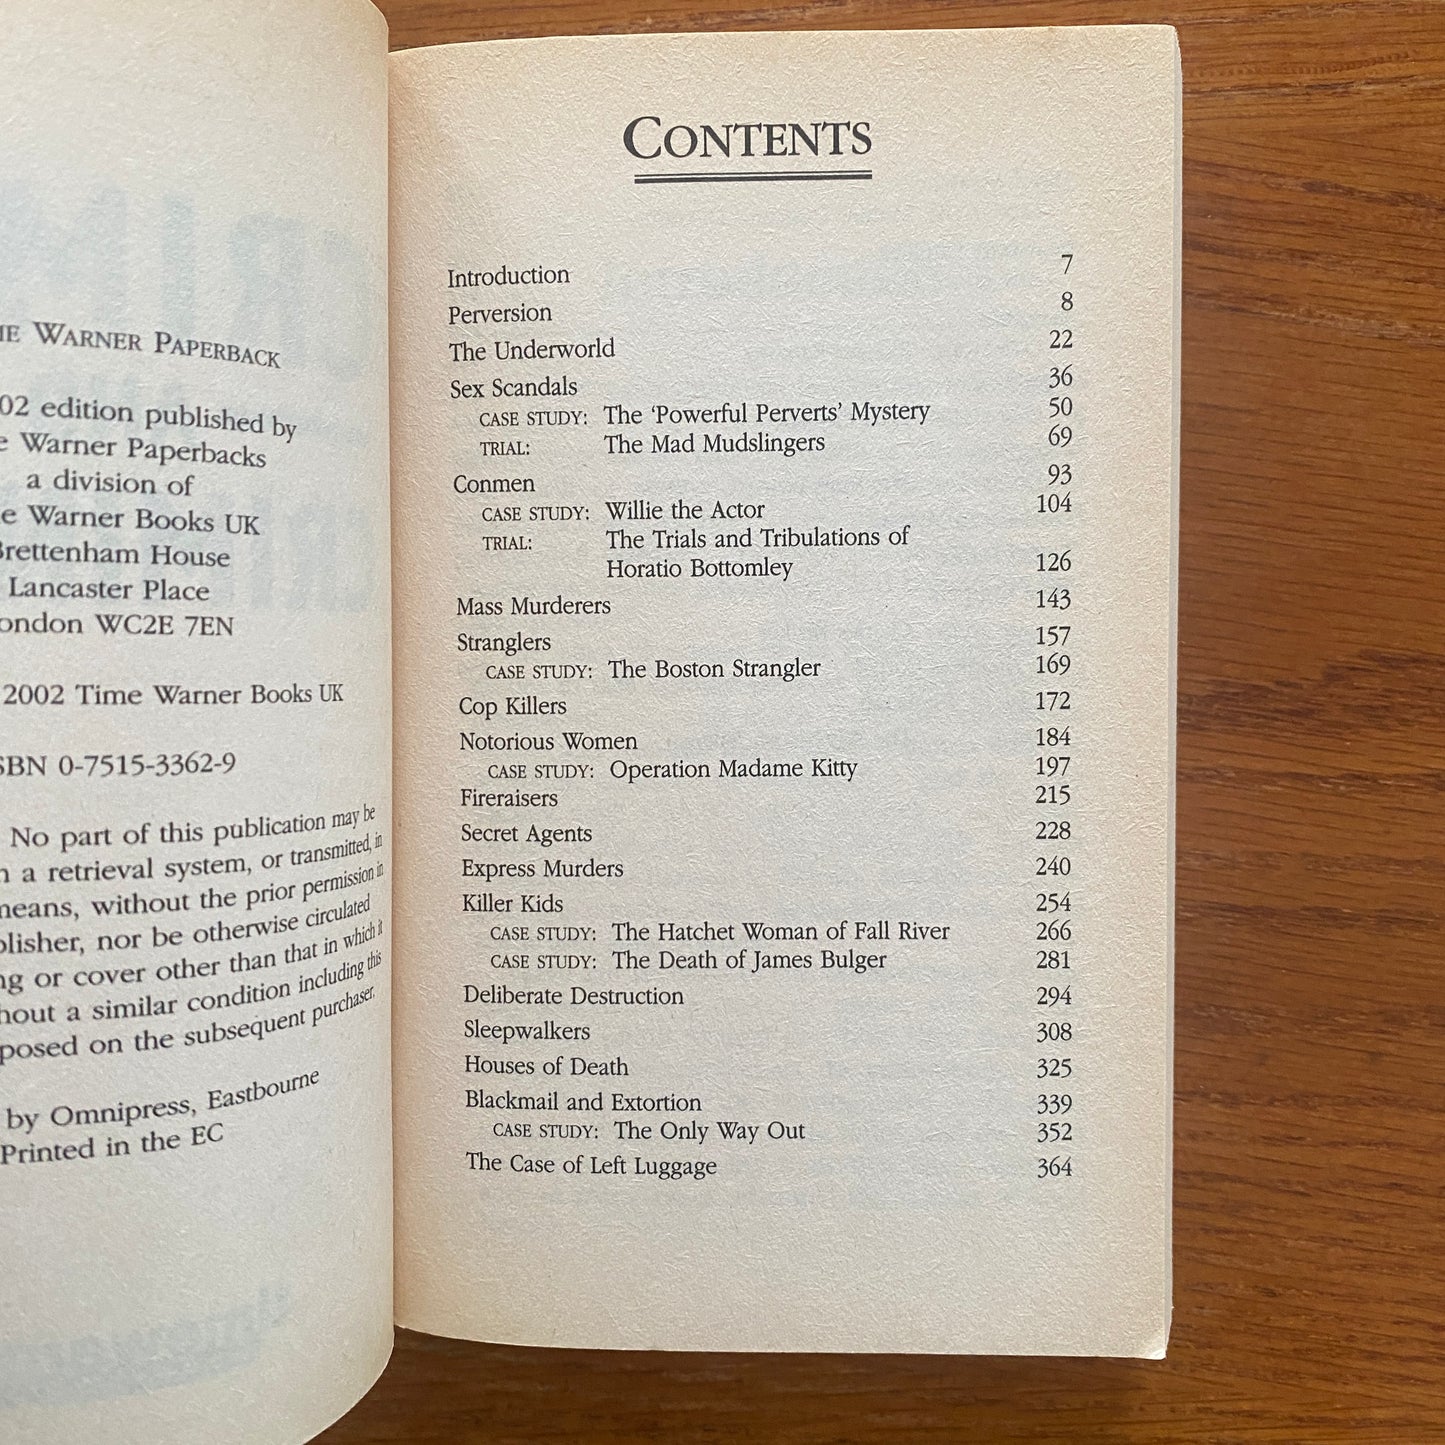 WARNER PAPERBACK
02 edition published by
Warner Paperbacks
a division of
Warner Books UK
Brettenham House
Lancaster Place
London WC2E 7EN
2002 Time Warner Books UK
ISBN 0-7515-3362-9
No part of this publication may be
a retrieval system, or transmitted, in
means, without the prior permission in
publisher, nor be otherwise circulated
or cover other than that in which it
without a similar condition including this
imposed on the subsequent purchaser.
by Omnipress, Eastbourne
Printed in the EC
CONTENTS
Introduction 7
Perversion 8
The Underworld 22
Sex Scandals 36
CASE STUDY: The ‘Powerful Perverts’ Mystery 50
TRIAL: The Mad Mudslingers 69
Conmen 93
CASE STUDY: Willie the Actor 104
TRIAL: The Trials and Tribulations of
Horatio Bottomley 126
Mass Murderers 143
Stranglers 157
CASE STUDY: The Boston Strangler 169
Cop Killers 172
Notorious Women 184
CASE STUDY: Operation Madame Kitty 197
Fireraisers 215
Secret Agents 228
Express Murders 240
Killer Kids 254
CASE STUDY: The Hatchet Woman of Fall River 266
CASE STUDY: The Death of James Bulger 281
Deliberate Destruction 294
Sleepwalkers 308
Houses of Death 325
Blackmail and Extortion 339
CASE STUDY: The Only Way Out 352
The Case of Left Luggage 364